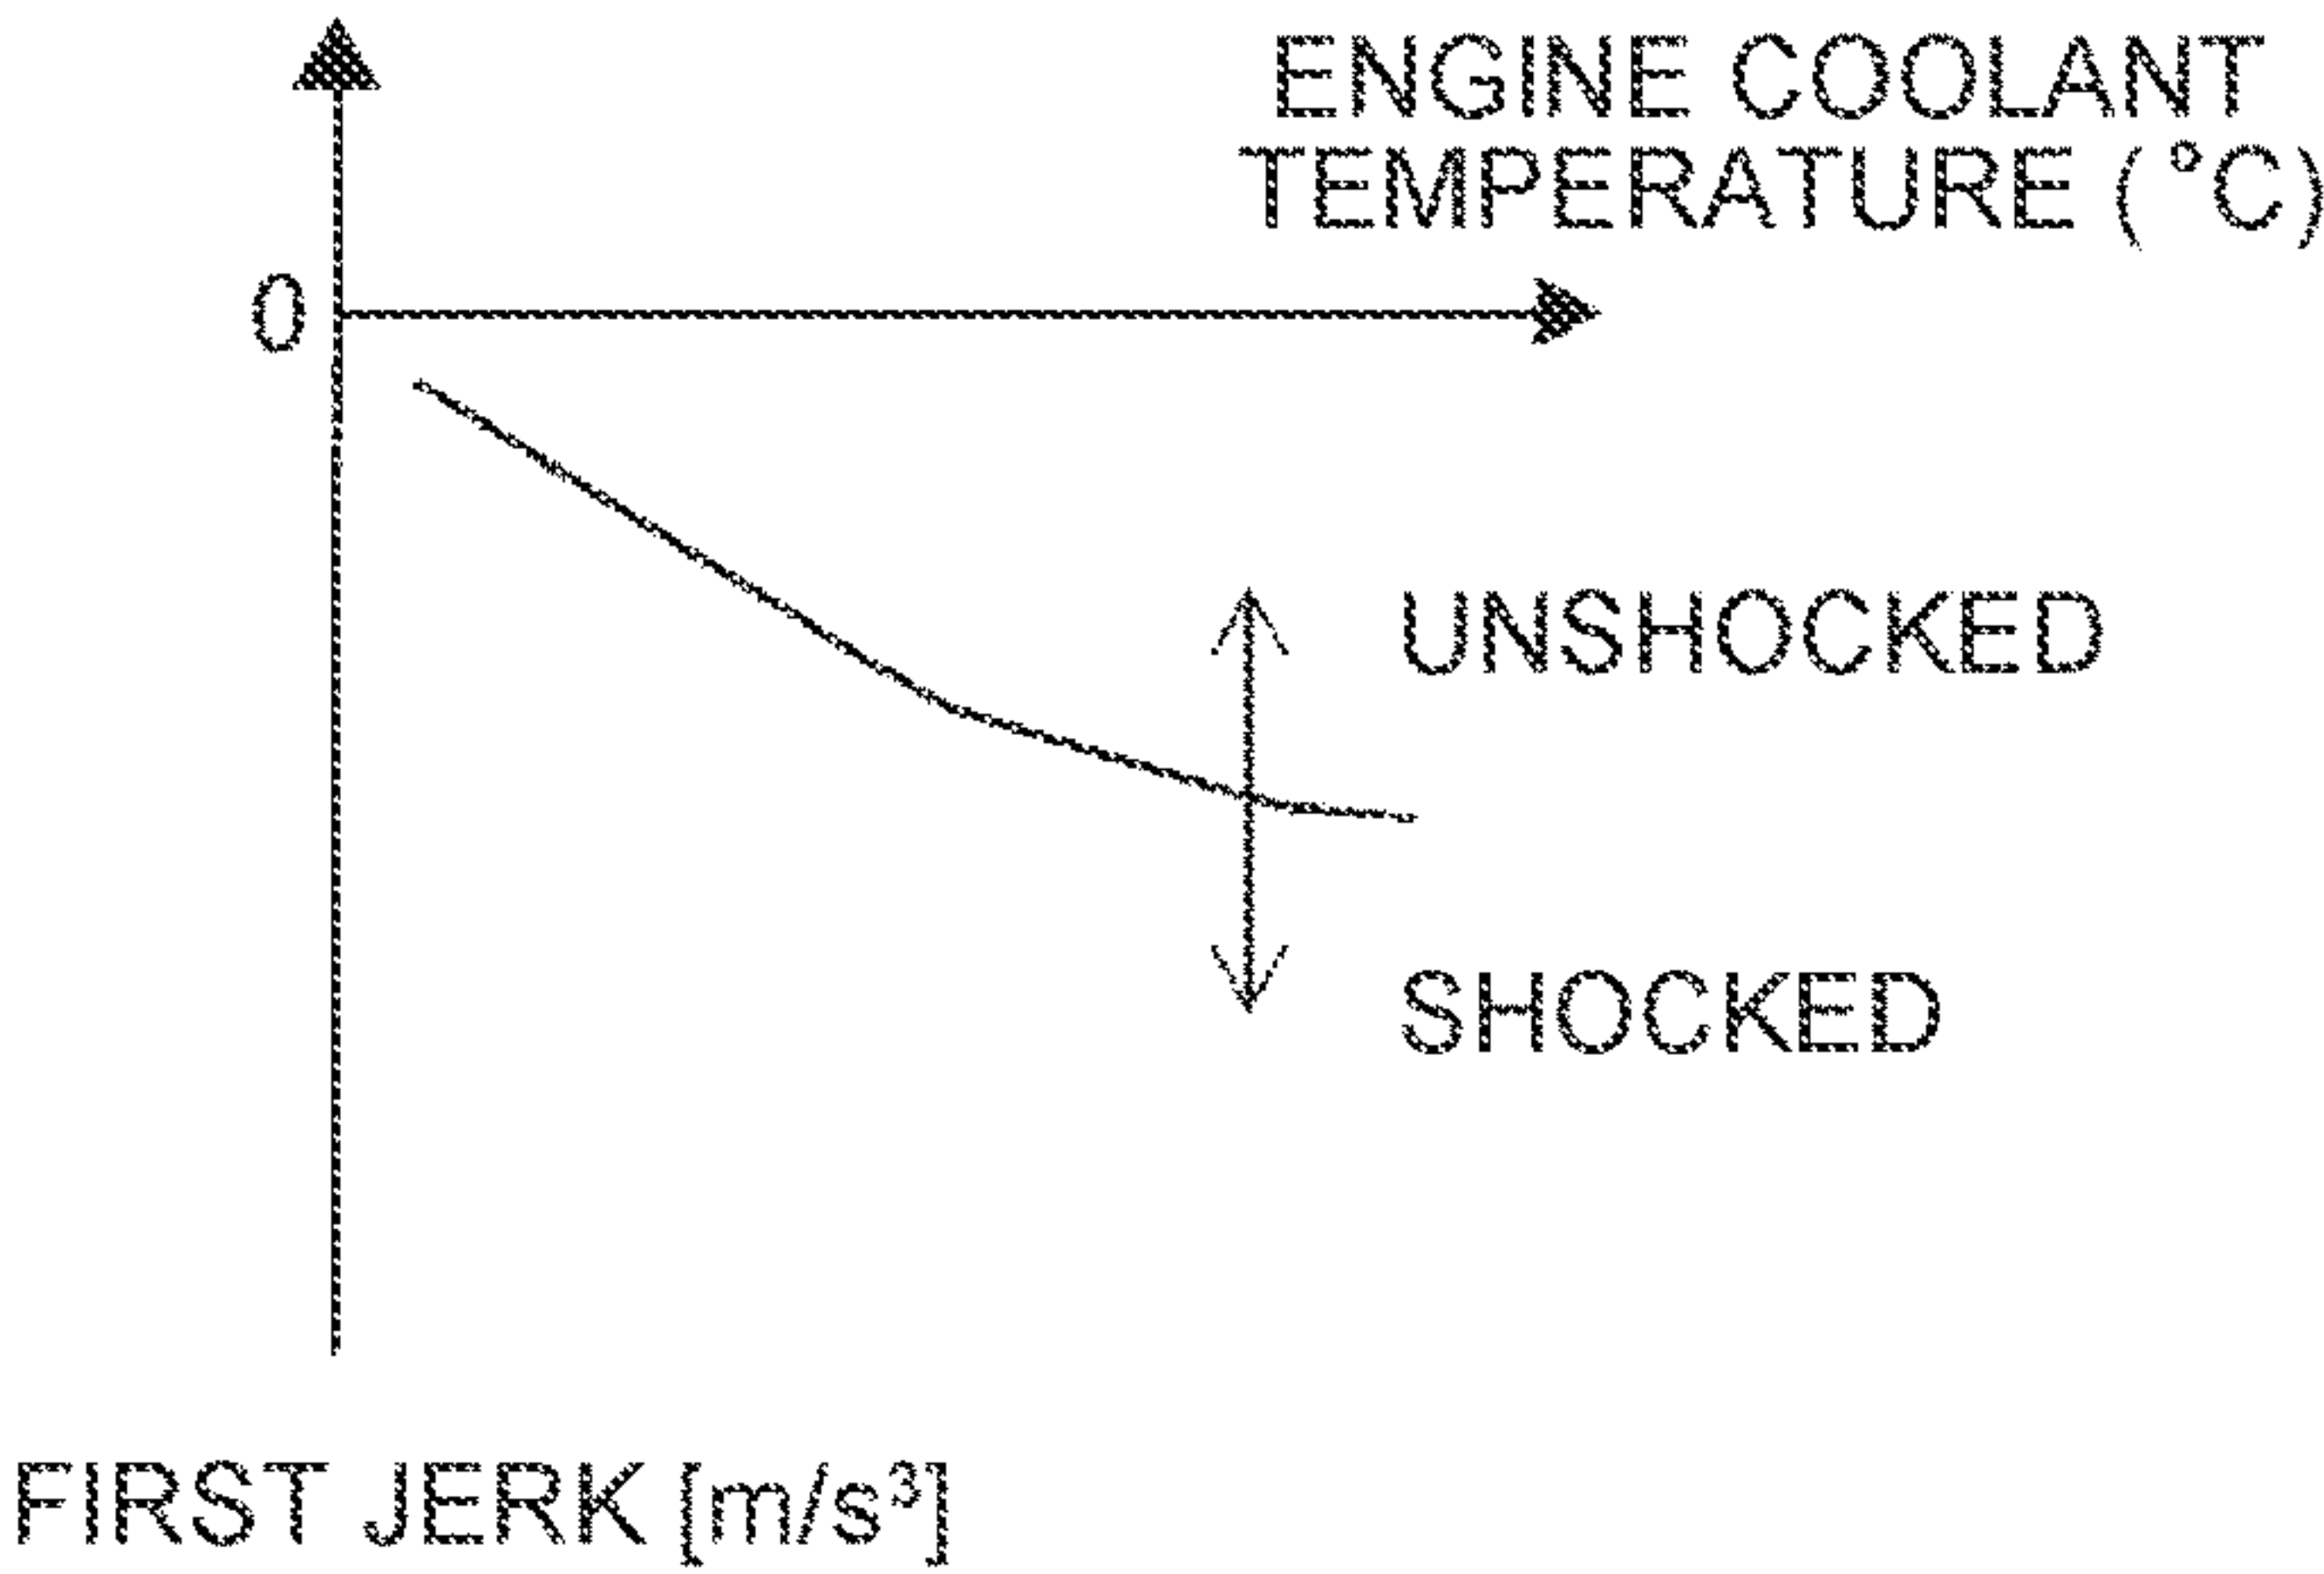 ENGINE COOLANT
TEMPERATURE (°C)
0
UNSHOCKED
SHOCKED
FIRST JERK [m/s³]